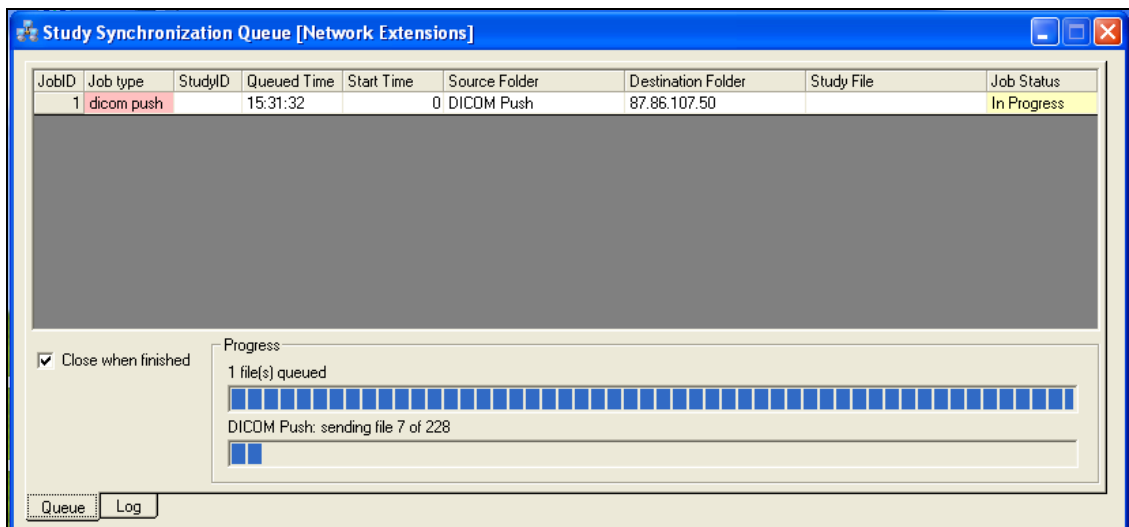 Study Synchronization Queue [Network Extensions]
JobID Job type StudyID Queued Time Start Time Source Folder Destination Folder Study File Job Status
1 dicom push 15:31:32 0 DICOM Push 87.86.107.50 In Progress
Close when finished
Progress
1 file(s) queued
DICOM Push: sending file 7 of 228
Queue Log